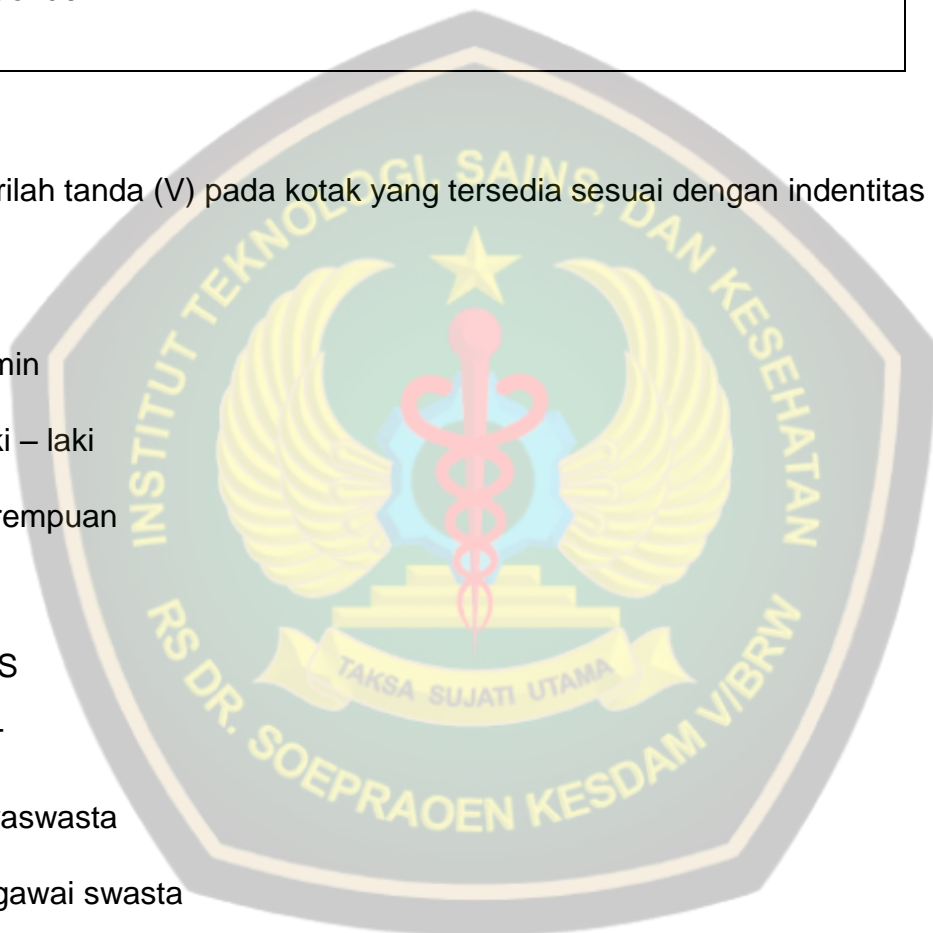 rilah tanda (V) pada kotak yang tersedia sesuai dengan indentitas
INSTITUT TEKNOLOGI, SAINS, DAN KESEHATAN
min
ki – laki
rempuan
S
TAKSA SUJATI UTAMA
RS DR. SOEPRAOEN KESDAM V/BRW
aswasta
gawai swasta